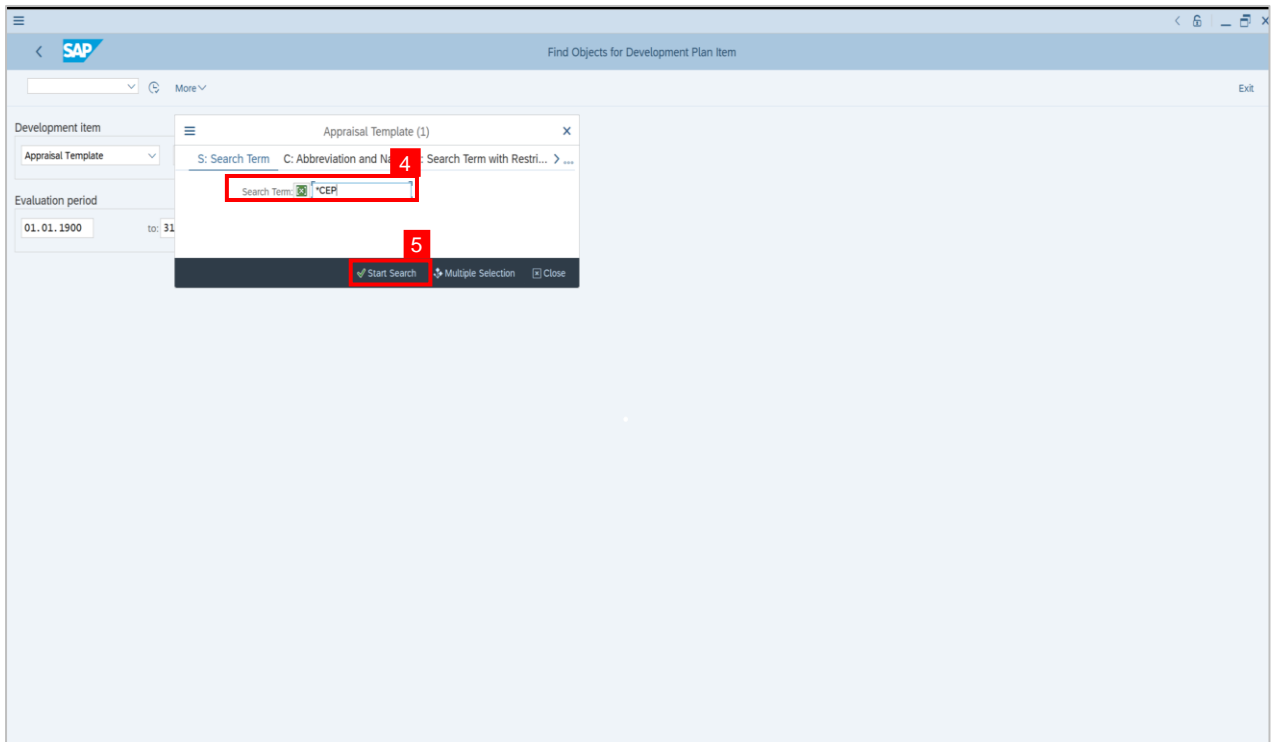 SAP
Find Objects for Development Plan Item
More
Exit
Development item
Appraisal Template
Evaluation period
01.01.1900 to: 31
Appraisal Template (1)
S: Search Term C: Abbreviation and Na : Search Term with Restri... ...
4
Search Term: *CEP
5
Start Search Multiple Selection Close